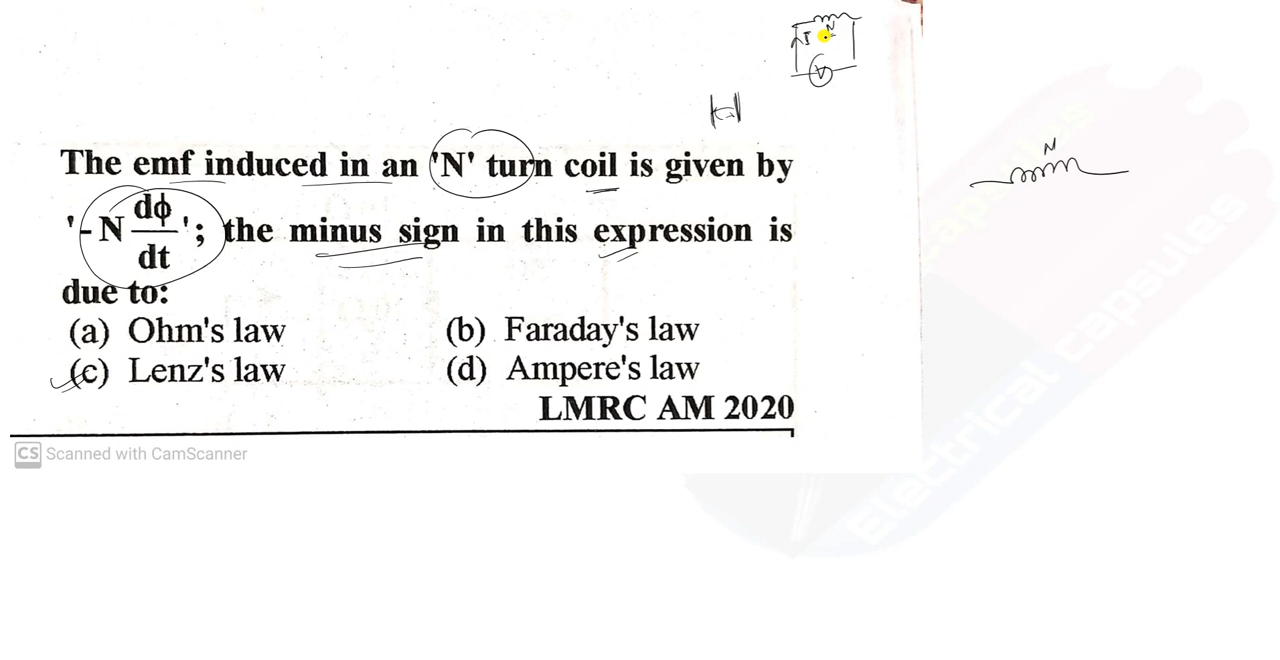 N
I
V
N
The emf induced in an 'N' turn coil is given by
'-N dϕ/dt'; the minus sign in this expression is
due to:
(a) Ohm's law
(b) Faraday's law
(c) Lenz's law
(d) Ampere's law
LMRC AM 2020
CS Scanned with CamScanner
Electrical capsules